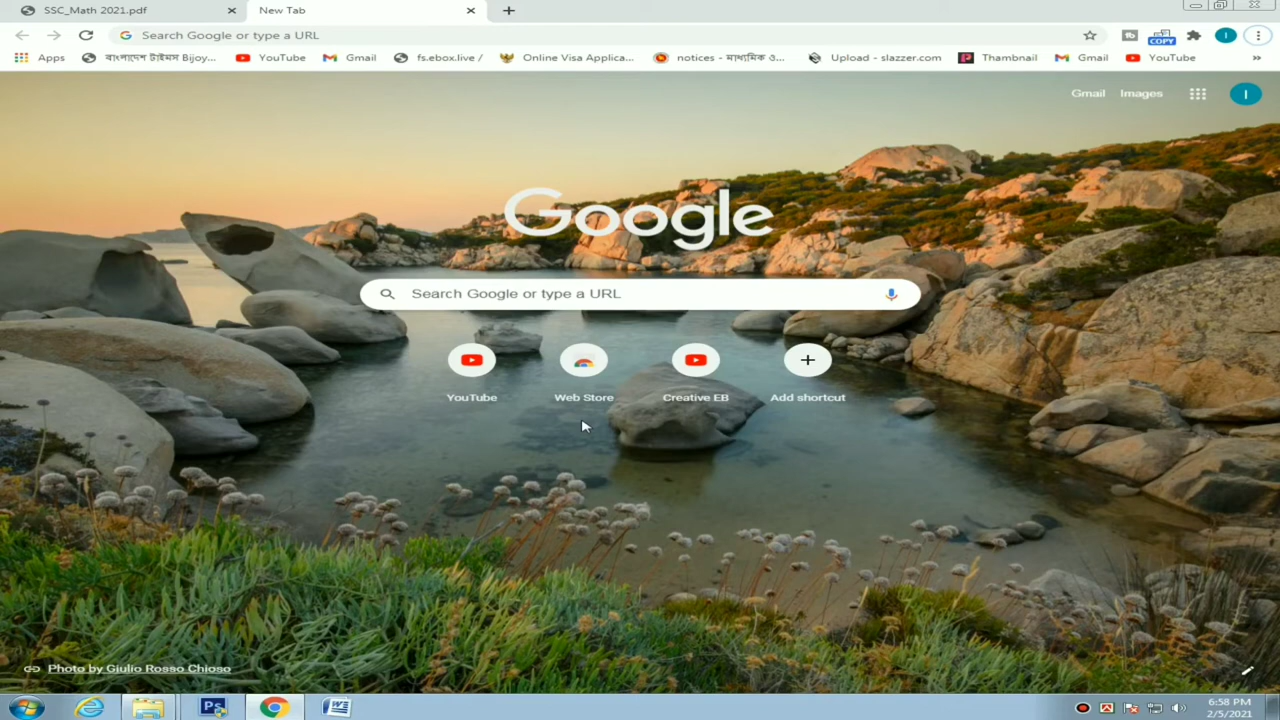 SSC_Math 2021.pdf
New Tab
Search Google or type a URL
COPY
I
Apps
বাংলাদেশ টাইমস Bijoy...
YouTube
Gmail
fs.ebox.live /
Online Visa Applica...
notices - মাধ্যমিক ও...
Upload - slazzer.com
Thumbnail
Gmail
YouTube
»
Gmail
Images
I
Google
Search Google or type a URL
YouTube
Web Store
Creative EB
Add shortcut
Photo by Giulio Rosso Chioso
Ps
6:58 PM
2/5/2021